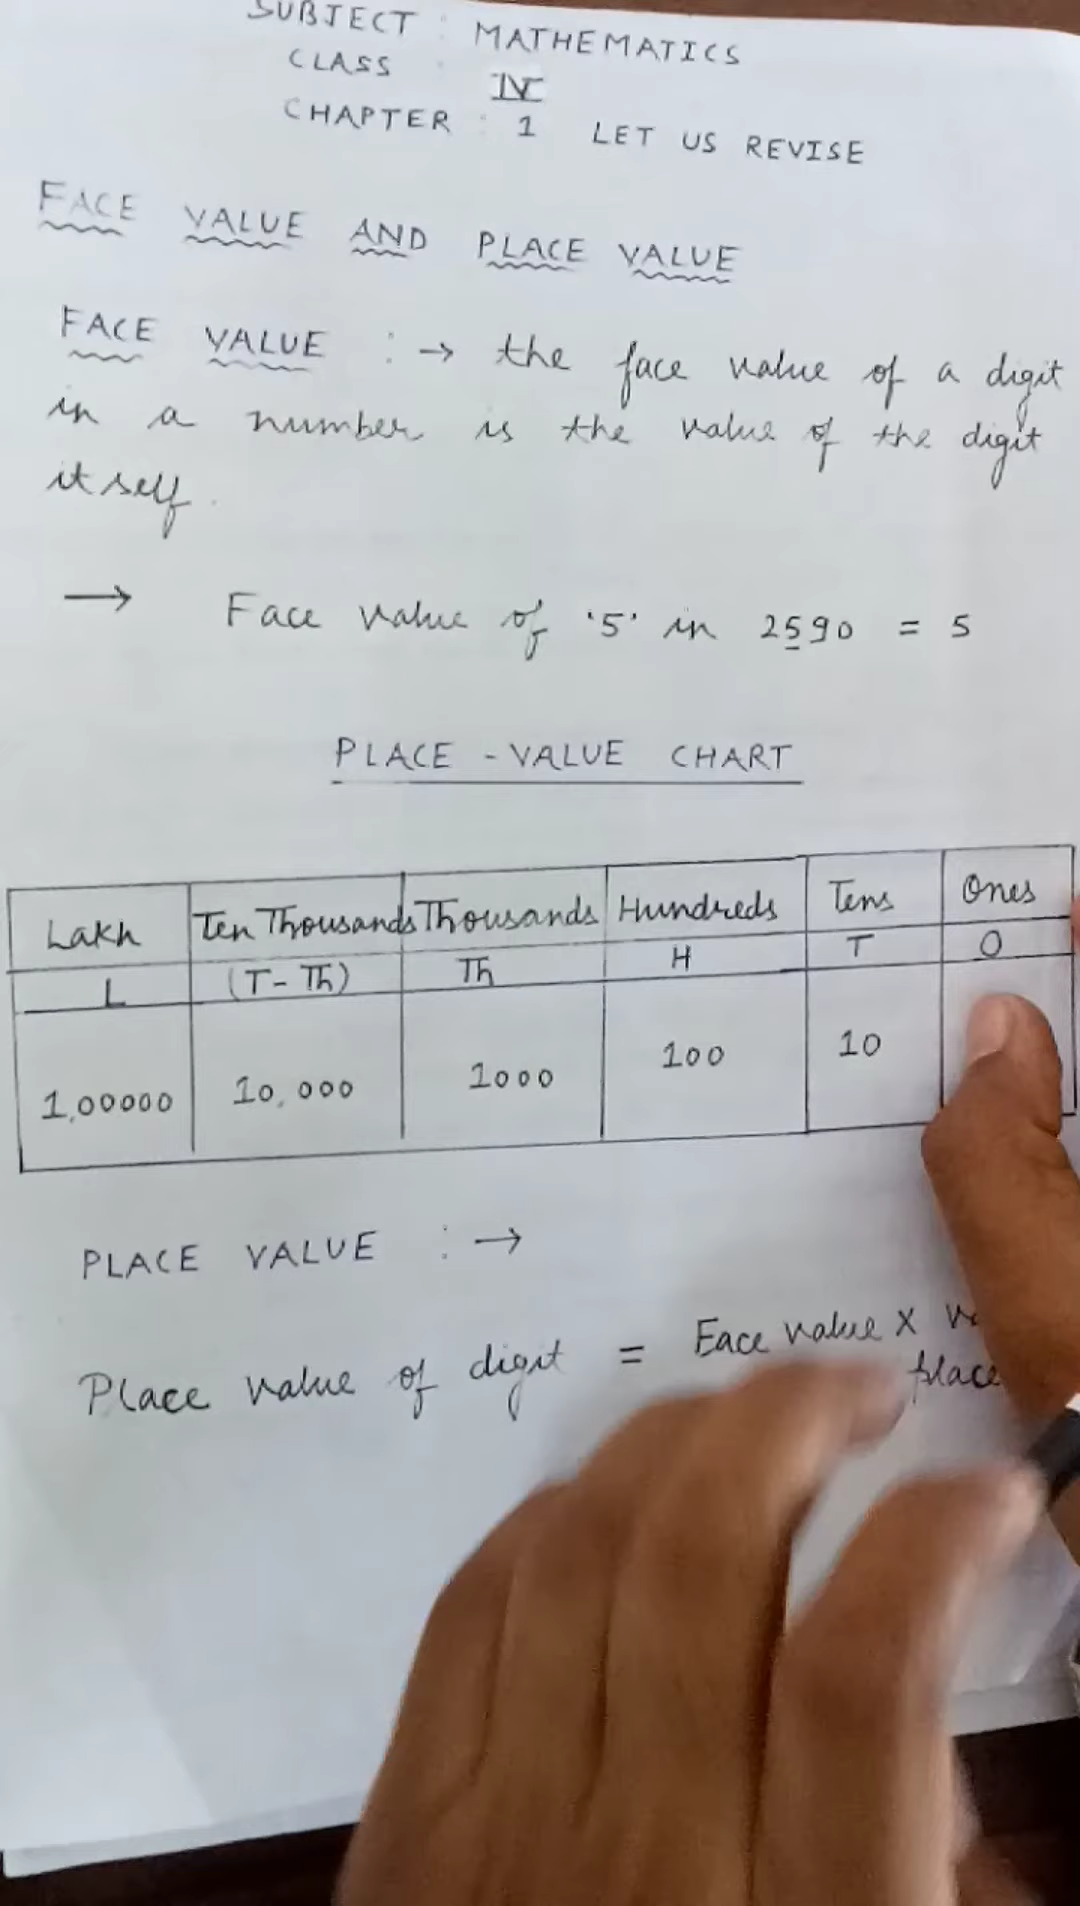 SUBJECT : MATHEMATICS
CLASS : IV
CHAPTER : 1 LET US REVISE
FACE VALUE AND PLACE VALUE
FACE VALUE : → the face value of a digit
in a number is the value of the digit
itself.
→ Face value of '5' in 2590 = 5
PLACE - VALUE CHART
Lakh Ten Thousands Thousands Hundreds Tens Ones
L (T-Th) Th H T O
1,00000 10,000 1000 100 10
PLACE VALUE : →
Place value of digit = Face value x
place